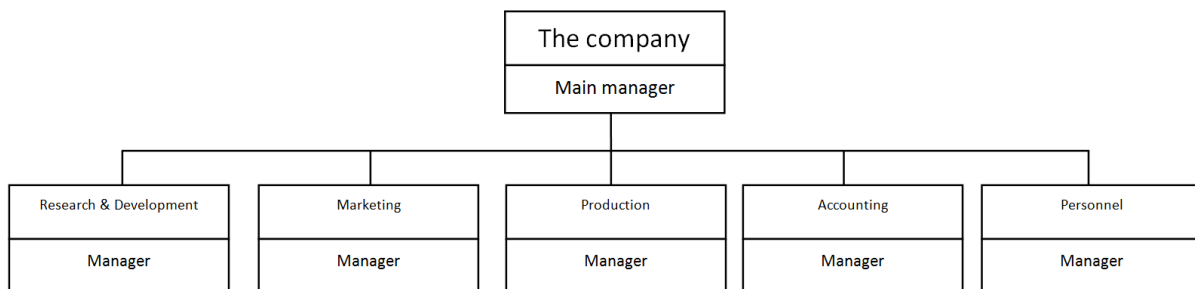 The company
Main manager
Research & Development
Marketing
Production
Accounting
Personnel
Manager
Manager
Manager
Manager
Manager